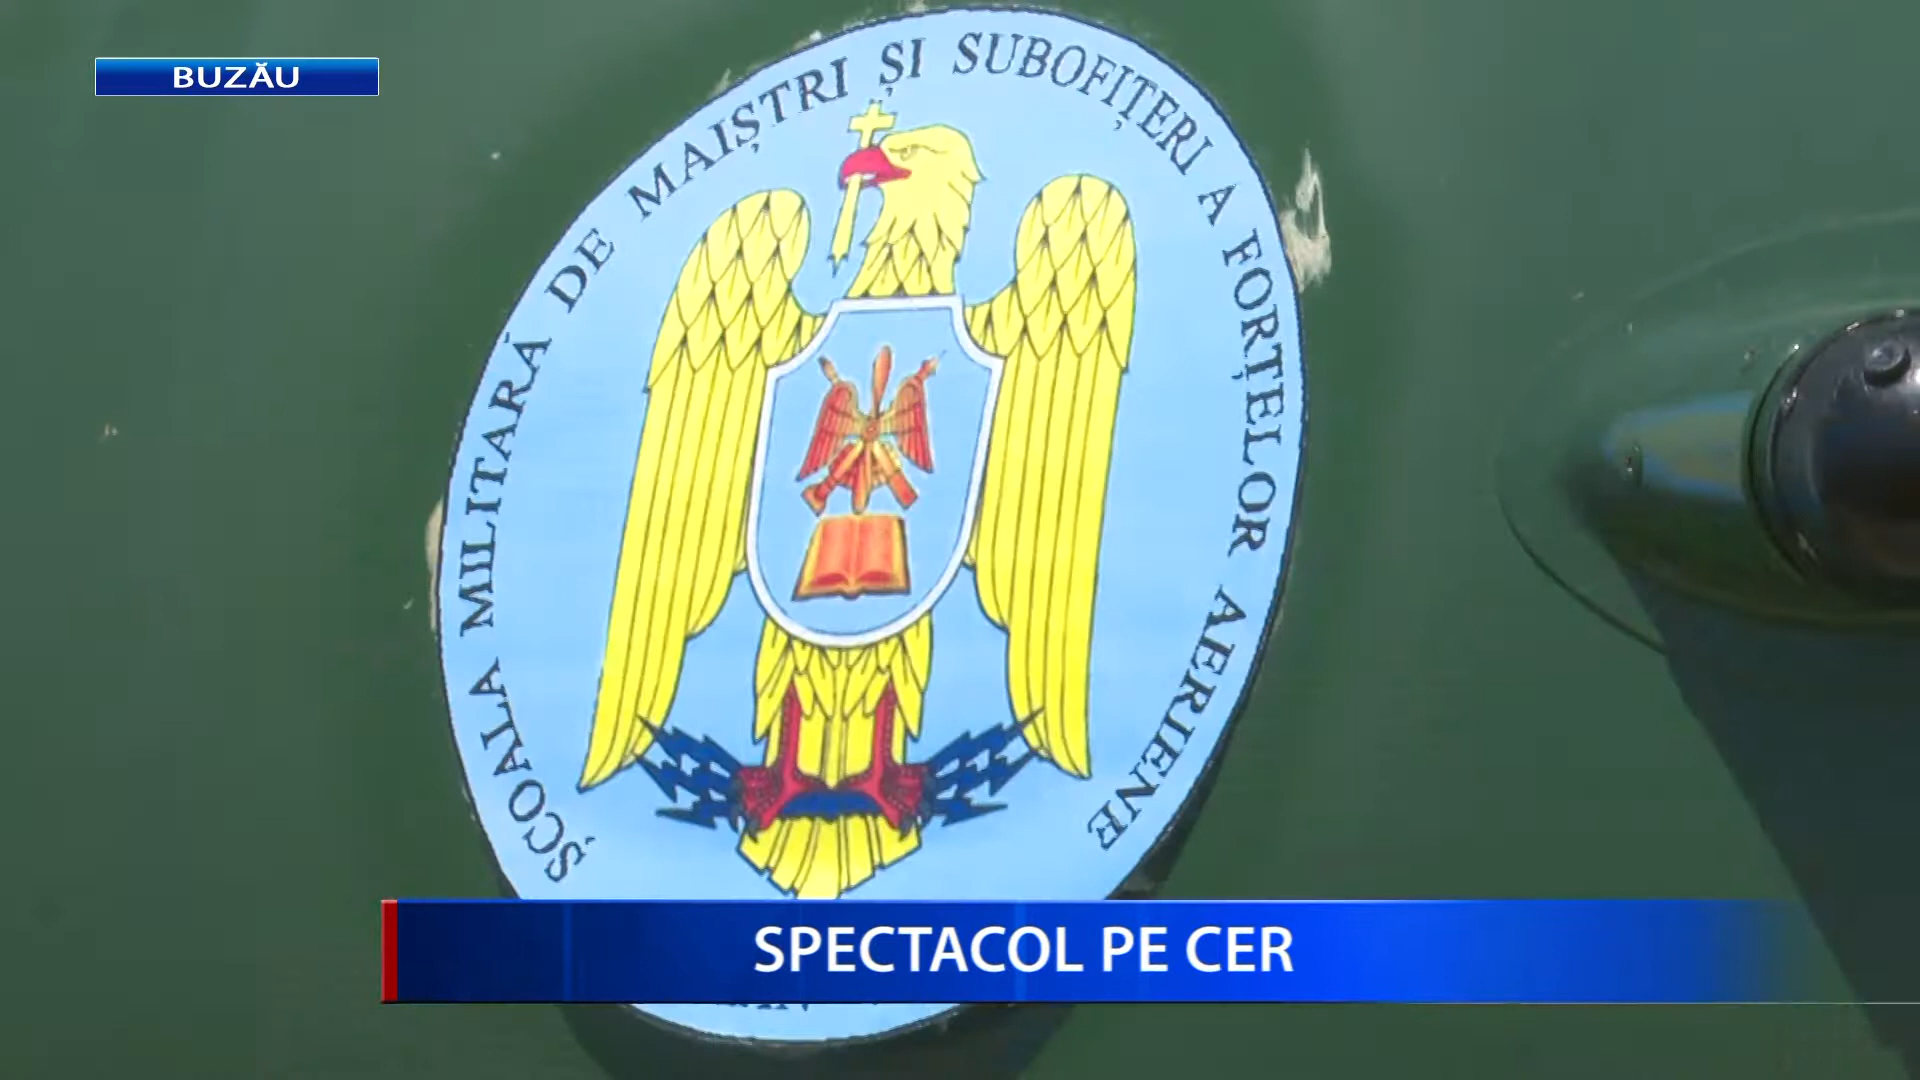 BUZĂU
ȘCOALA MILITARĂ DE MAIȘTRI ȘI SUBOFIȚERI A FORȚELOR AERIENE
SPECTACOL PE CER